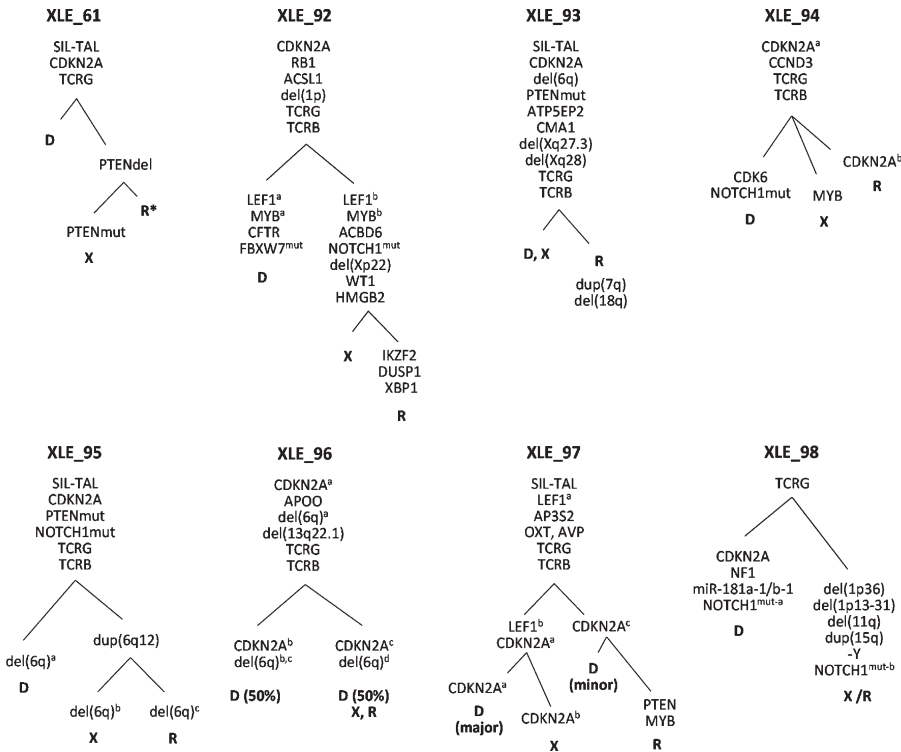 XLE_61
SIL-TAL
CDKN2A
TCRG
D
PTENdel
R*
PTENmut
X
XLE_92
CDKN2A
RB1
ACSL1
del(1p)
TCRG
TCRB
LEF1ᵃ
MYBᵃ
CFTR
FBXW7ᵐᵘᵗ
D
LEF1ᵇ
MYBᵇ
ACBD6
NOTCH1ᵐᵘᵗ
del(Xp22)
WT1
HMGB2
X
IKZF2
DUSP1
XBP1
R
XLE_93
SIL-TAL
CDKN2A
del(6q)
PTENmut
ATP5EP2
CMA1
del(Xq27.3)
del(Xq28)
TCRG
TCRB
D, X
R
dup(7q)
del(18q)
XLE_94
CDKN2Aᵃ
CCND3
TCRG
TCRB
CDK6
NOTCH1mut
D
MYB
X
CDKN2Aᵇ
R
XLE_95
SIL-TAL
CDKN2A
PTENmut
NOTCH1mut
TCRG
TCRB
del(6q)ᵃ
D
dup(6q12)
del(6q)ᵇ
X
del(6q)ᶜ
R
XLE_96
CDKN2Aᵃ
APOO
del(6q)ᵃ
del(13q22.1)
TCRG
TCRB
CDKN2Aᵇ
del(6q)ᵇ,ᶜ
D (50%)
CDKN2Aᶜ
del(6q)ᵈ
D (50%)
X, R
XLE_97
SIL-TAL
LEF1ᵃ
AP3S2
OXT, AVP
TCRG
TCRB
LEF1ᵇ
CDKN2Aᵃ
CDKN2Aᵃ
D
(major)
CDKN2Aᵇ
X
CDKN2Aᶜ
D
(minor)
PTEN
MYB
R
XLE_98
TCRG
CDKN2A
NF1
miR-181a-1/b-1
NOTCH1ᵐᵘᵗ⁻ᵃ
D
del(1p36)
del(1p13-31)
del(11q)
dup(15q)
-Y
NOTCH1ᵐᵘᵗ⁻ᵇ
X /R